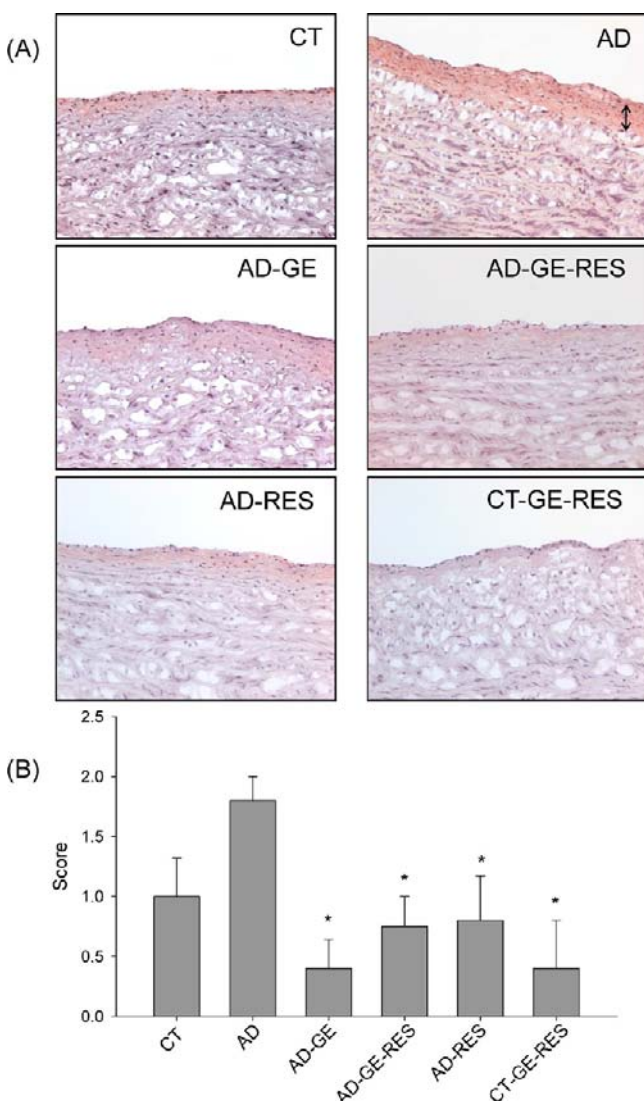 (A)
CT
AD
AD-GE
AD-GE-RES
AD-RES
CT-GE-RES
(B)
2.5
2.0
1.5
1.0
0.5
0.0
Score
*
*
*
*
CT
AD
AD-GE
AD-GE-RES
AD-RES
CT-GE-RES